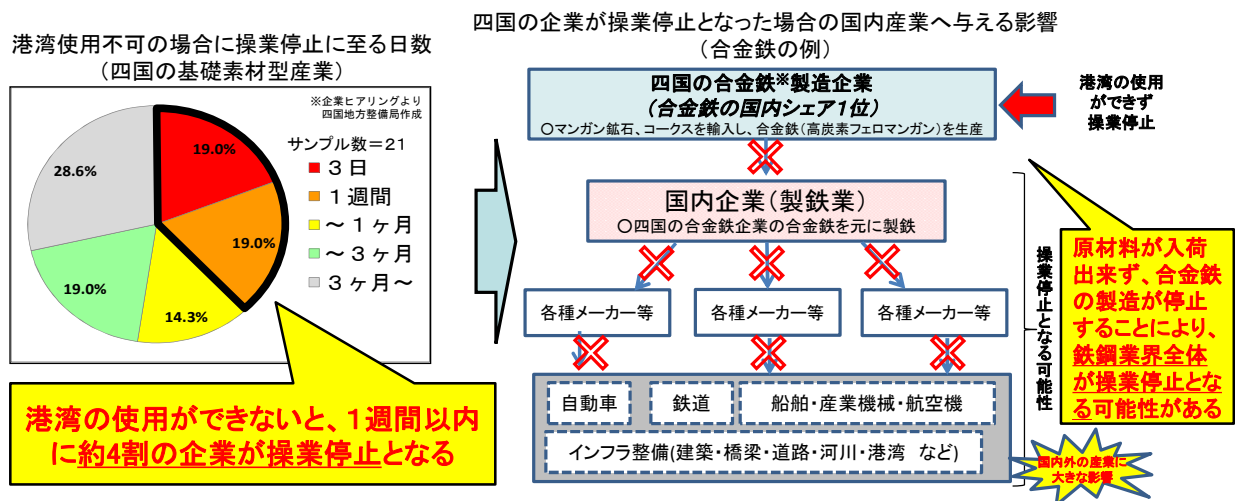 港湾使用不可の場合に操業停止に至る日数
（四国の基礎素材型産業）
※企業ヒアリングより
四国地方整備局作成
サンプル数＝21
３日
１週間
～１ヶ月
～３ヶ月
３ヶ月～
19.0%
19.0%
14.3%
19.0%
28.6%
港湾の使用ができないと、１週間以内
に約4割の企業が操業停止となる
四国の企業が操業停止となった場合の国内産業へ与える影響
（合金鉄の例）
四国の合金鉄※製造企業
（合金鉄の国内シェア１位）
○マンガン鉱石、コークスを輸入し、合金鉄（高炭素フェロマンガン）を生産
港湾の使用
ができず
操業停止
国内企業（製鉄業）
○四国の合金鉄企業の合金鉄を元に製鉄
各種メーカー等
各種メーカー等
各種メーカー等
自動車
鉄道
船舶・産業機械・航空機
インフラ整備(建築・橋梁・道路・河川・港湾　など)
操業停止となる可能性
原材料が入荷
出来ず、合金鉄
の製造が停止
することにより、
鉄鋼業界全体
が操業停止とな
る可能性がある
国内外の産業に
大きな影響